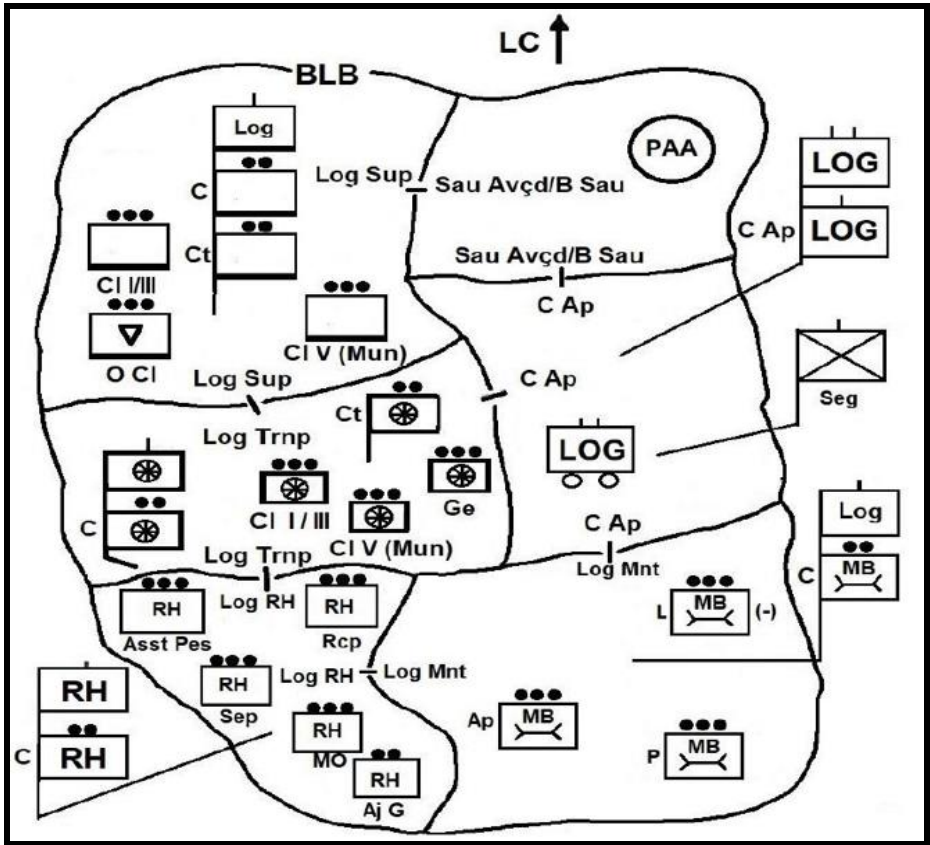 LC
BLB
Log
C
Ct
Cl I/III
O Cl
Cl V (Mun)
Log Sup
Sau Avçd/B Sau
PAA
Sau Avçd/B Sau
C Ap
LOG
C Ap
LOG
C Ap
Seg
LOG
Log Sup
Log Trnp
Ct
C
Cl I / III
Cl V (Mun)
Ge
C Ap
Log Mnt
Log
C
MB
L
MB
(-)
Log Trnp
Log RH
RH
Asst Pes
RH
Rcp
Log RH
Log Mnt
RH
Sep
RH
MO
RH
Aj G
RH
C
RH
Ap
MB
P
MB